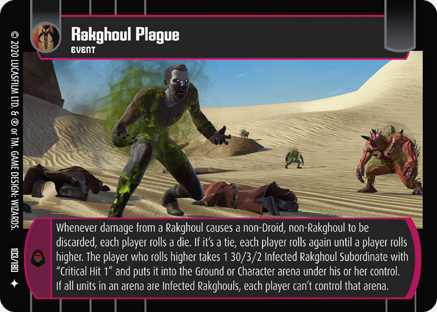 Rakghoul Plague
EVENT
© 2020 LUCASFILM LTD. & ® OR TM. GAME DESIGN: WIZARDS.
103/180
Whenever damage from a Rakghoul causes a non-Droid, non-Rakghoul to be
discarded, each player rolls a die. If it's a tie, each player rolls again until a player rolls
higher. The player who rolls higher takes 1 30/3/2 Infected Rakghoul Subordinate with
"Critical Hit 1" and puts it into the Ground or Character arena under his or her control.
If all units in an arena are Infected Rakghouls, each player can't control that arena.